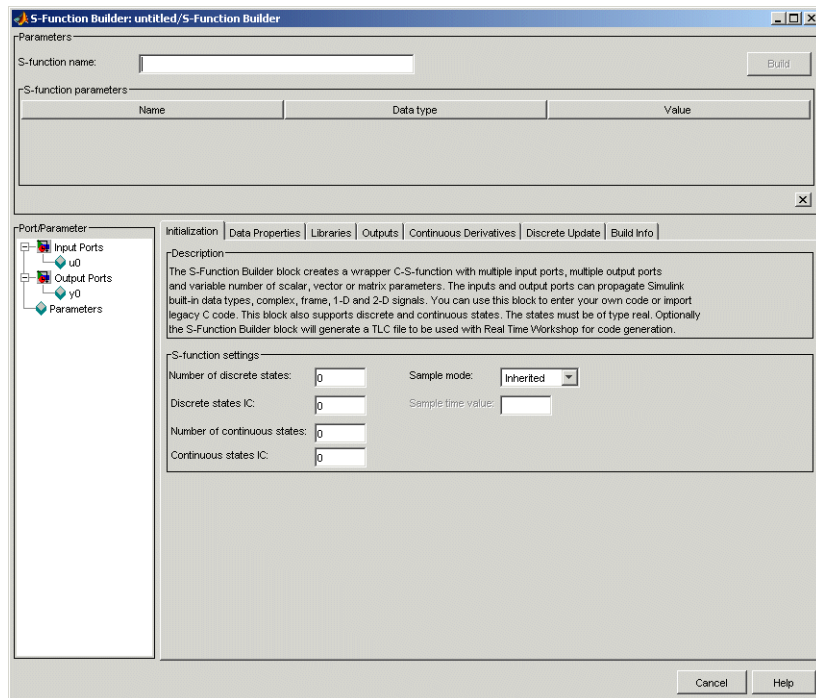 S-Function Builder: untitled/S-Function Builder
Parameters
S-function name:
Build
S-function parameters
Name Data type Value
Port/Parameter
Input Ports
u0
Output Ports
y0
Parameters
Initialization Data Properties Libraries Outputs Continuous Derivatives Discrete Update Build Info
Description
The S-Function Builder block creates a wrapper C-S-function with multiple input ports, multiple output ports
and variable number of scalar, vector or matrix parameters. The inputs and output ports can propagate Simulink
built-in data types, complex, frame, 1-D and 2-D signals. You can use this block to enter your own code or import
legacy C code. This block also supports discrete and continuous states. The states must be of type real. Optionally
the S-Function Builder block will generate a TLC file to be used with Real Time Workshop for code generation.
S-function settings
Number of discrete states: 0 Sample mode: Inherited
Discrete states IC: 0 Sample time value:
Number of continuous states: 0
Continuous states IC: 0
Cancel Help